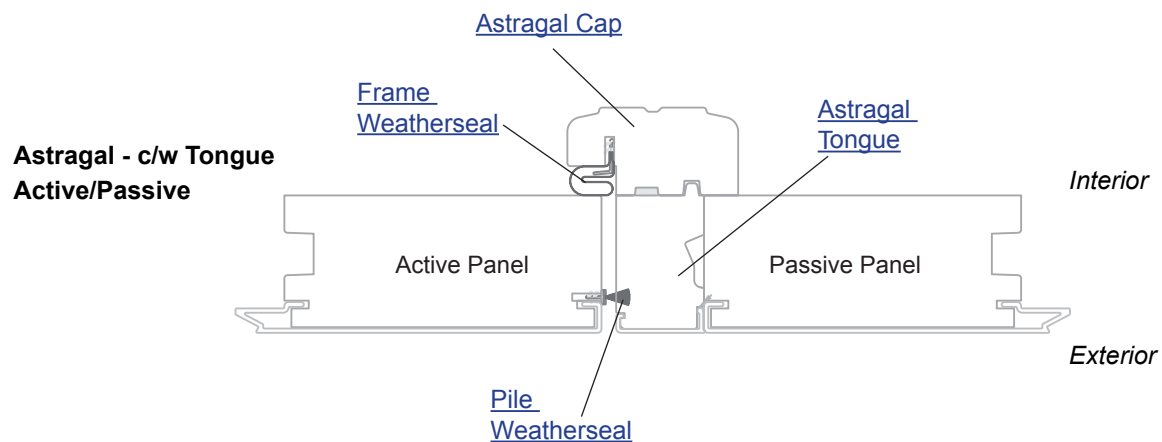 Astragal Cap
Frame
Weatherseal
Astragal
Tongue
Astragal - c/w Tongue
Active/Passive
Interior
Active Panel
Passive Panel
Exterior
Pile
Weatherseal